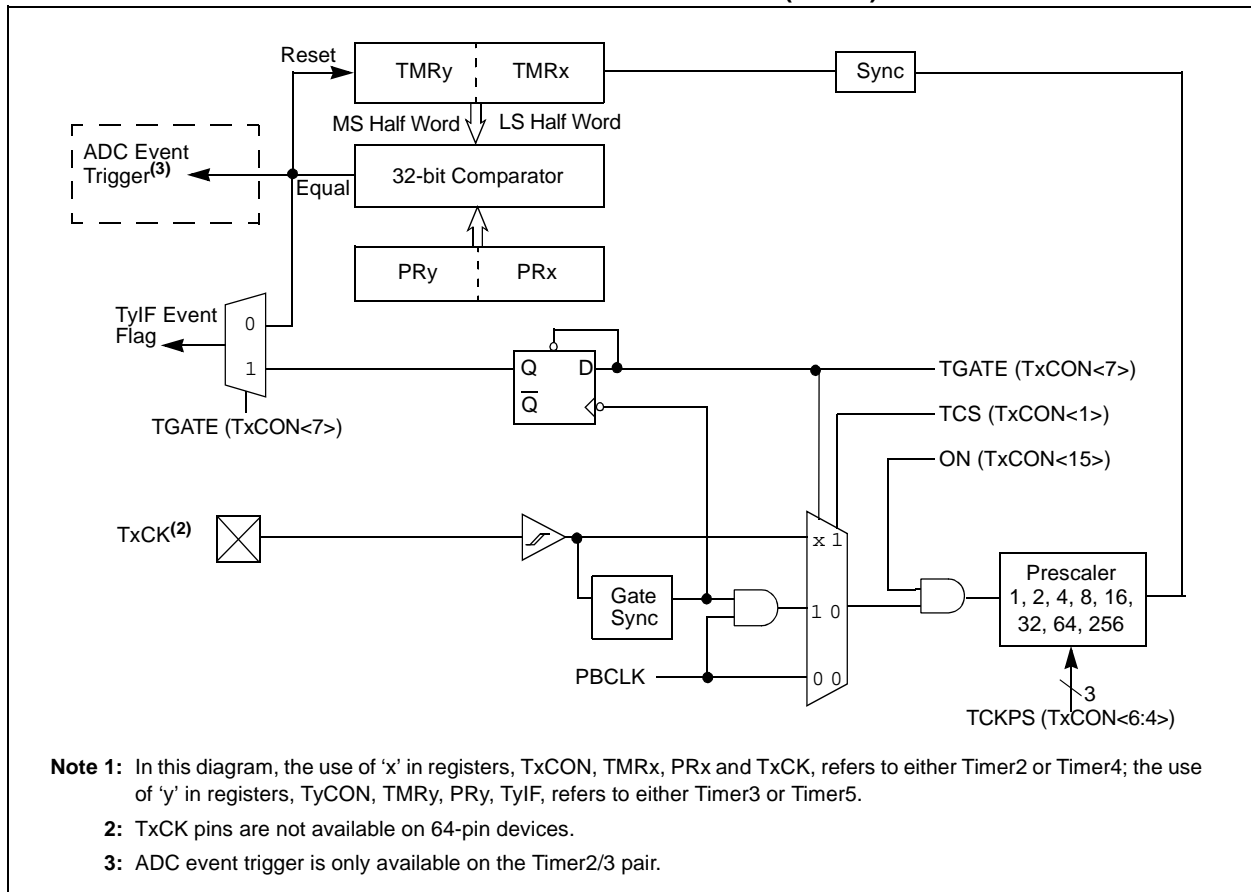 Reset
TMRy
TMRx
Sync
MS Half Word
LS Half Word
ADC Event
Trigger(3)
Equal
32-bit Comparator
PRy
PRx
TyIF Event
Flag
0
1
Q
D
Q
TGATE (TxCON<7>)
TGATE (TxCON<7>)
TCS (TxCON<1>)
ON (TxCON<15>)
TxCK(2)
x 1
Gate
Sync
1 0
Prescaler
1, 2, 4, 8, 16,
32, 64, 256
PBCLK
0 0
3
TCKPS (TxCON<6:4>)
Note 1: In this diagram, the use of ‘x’ in registers, TxCON, TMRx, PRx and TxCK, refers to either Timer2 or Timer4; the use
of ‘y’ in registers, TyCON, TMRy, PRy, TyIF, refers to either Timer3 or Timer5.
2: TxCK pins are not available on 64-pin devices.
3: ADC event trigger is only available on the Timer2/3 pair.